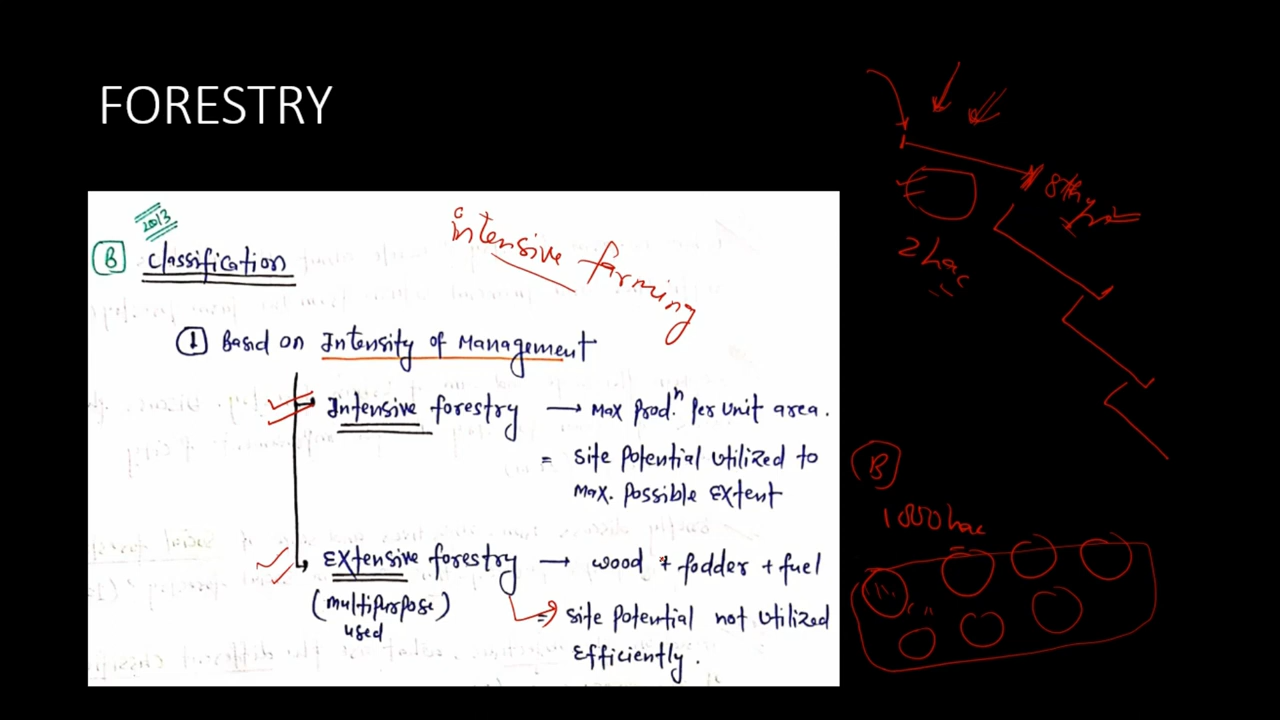 FORESTRY
2013
B Classification
intensive farming
1 Based on Intensity of Management
Intensive forestry → Max Prod.n Per unit area.
= Site Potential Utilized to
Max. Possible Extent
Extensive forestry → wood + fodder + fuel
(multipurpose)
used
⇒ Site Potential not Utilized
Efficiently.
8th
2 hac
B
1000 hac